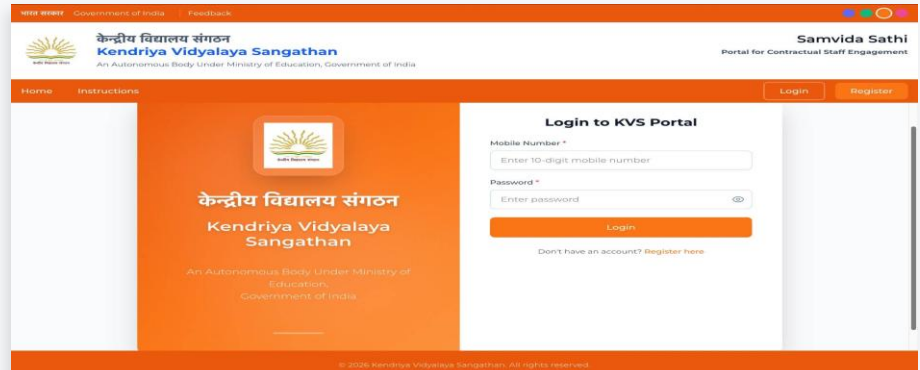 भारत सरकार Government of India | Feedback
केन्द्रीय विद्यालय संगठन
Kendriya Vidyalaya Sangathan
An Autonomous Body Under Ministry of Education, Government of India
Samvida Sathi
Portal for Contractual Staff Engagement
Home Instructions Login Register
केन्द्रीय विद्यालय संगठन
Kendriya Vidyalaya
Sangathan
An Autonomous Body Under Ministry of
Education,
Government of India
Login to KVS Portal
Mobile Number *
Enter 10-digit mobile number
Password *
Enter password
Login
Don't have an account? Register here
© 2026 Kendriya Vidyalaya Sangathan. All rights reserved.